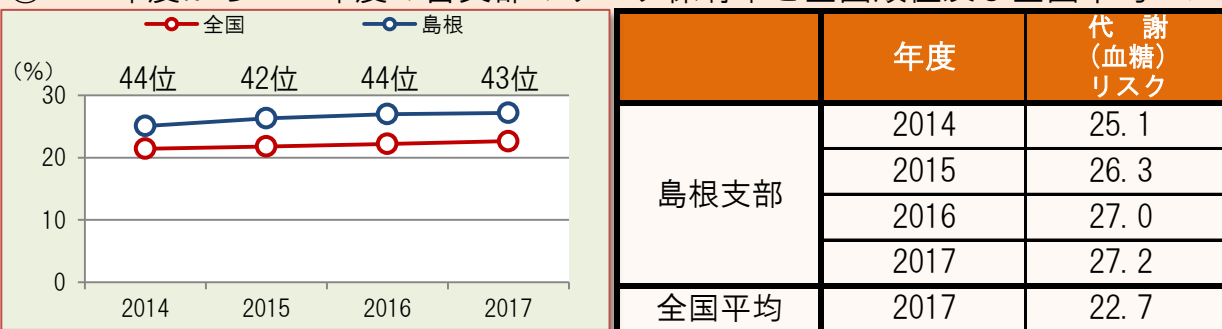 全国 島根
(%)
44位 42位 44位 43位
30
20
10
0
2014 2015 2016 2017
年度 代 謝
(血糖)
リスク
島根支部 2014 25.1
2015 26.3
2016 27.0
2017 27.2
全国平均 2017 22.7